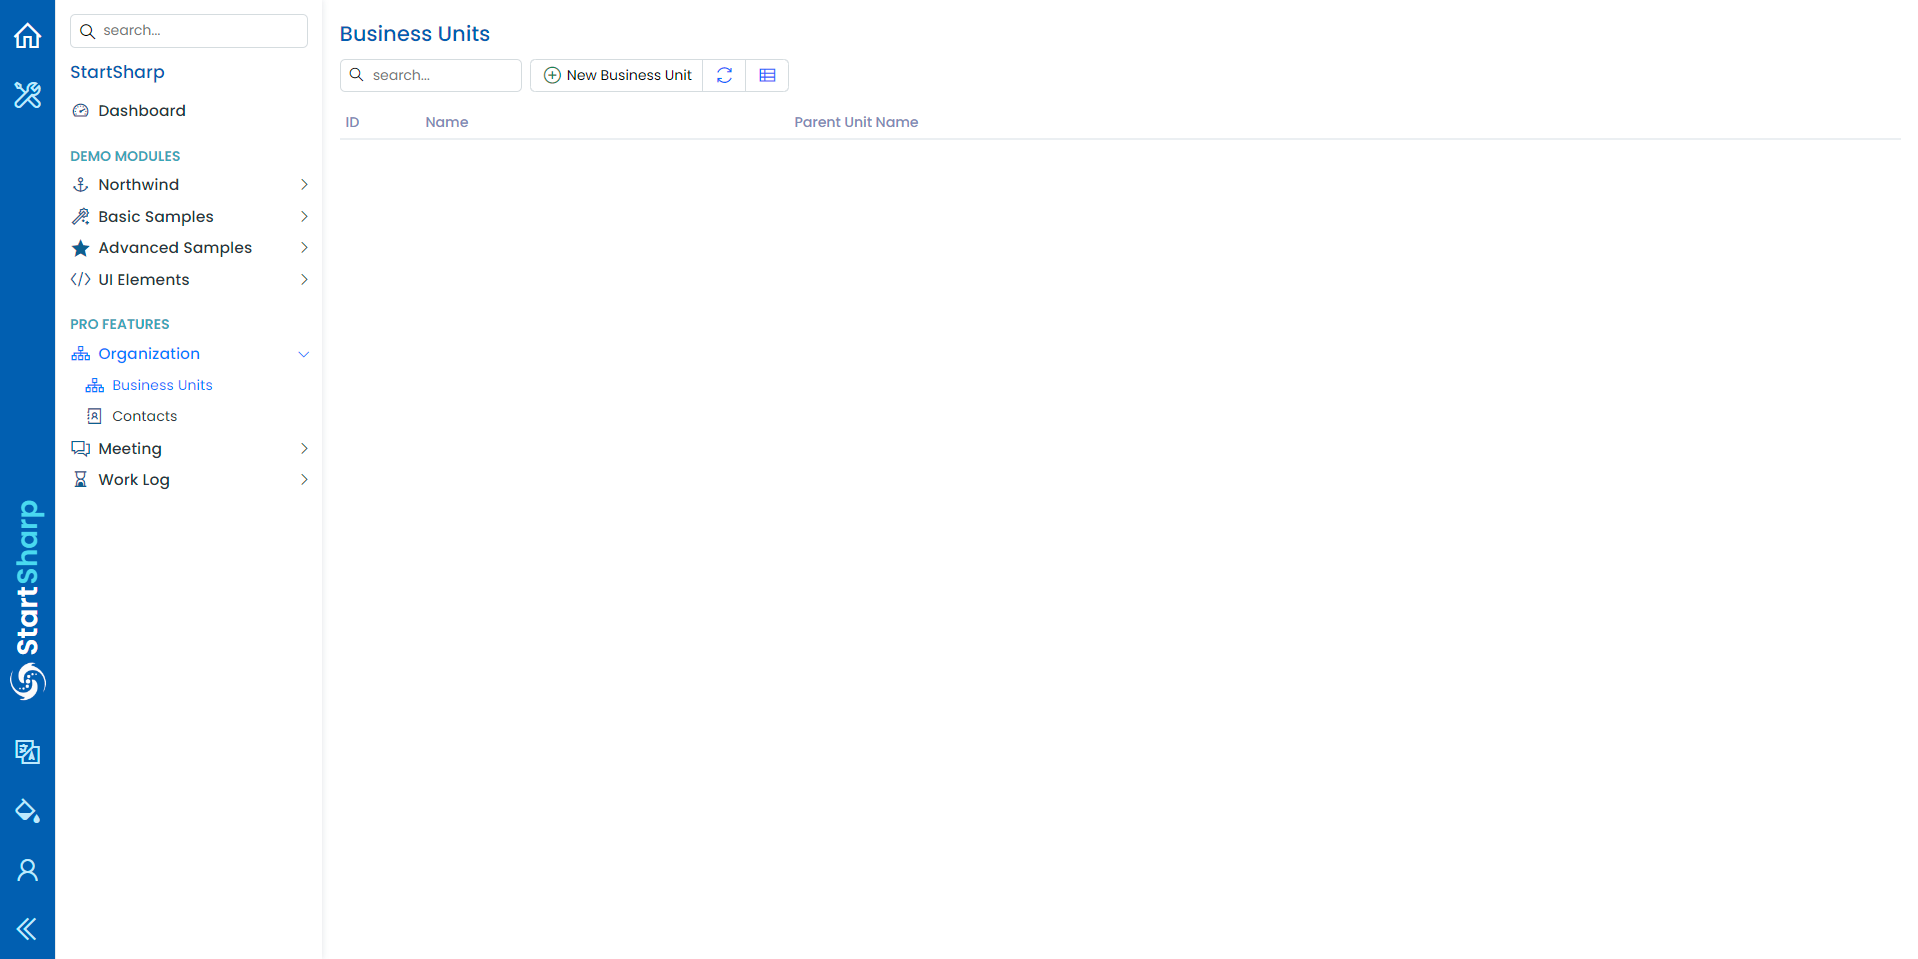 search...
StartSharp
Dashboard
DEMO MODULES
Northwind
Basic Samples
Advanced Samples
UI Elements
PRO FEATURES
Organization
Business Units
Contacts
Meeting
Work Log
StartSharp
Business Units
search...
New Business Unit
ID Name Parent Unit Name